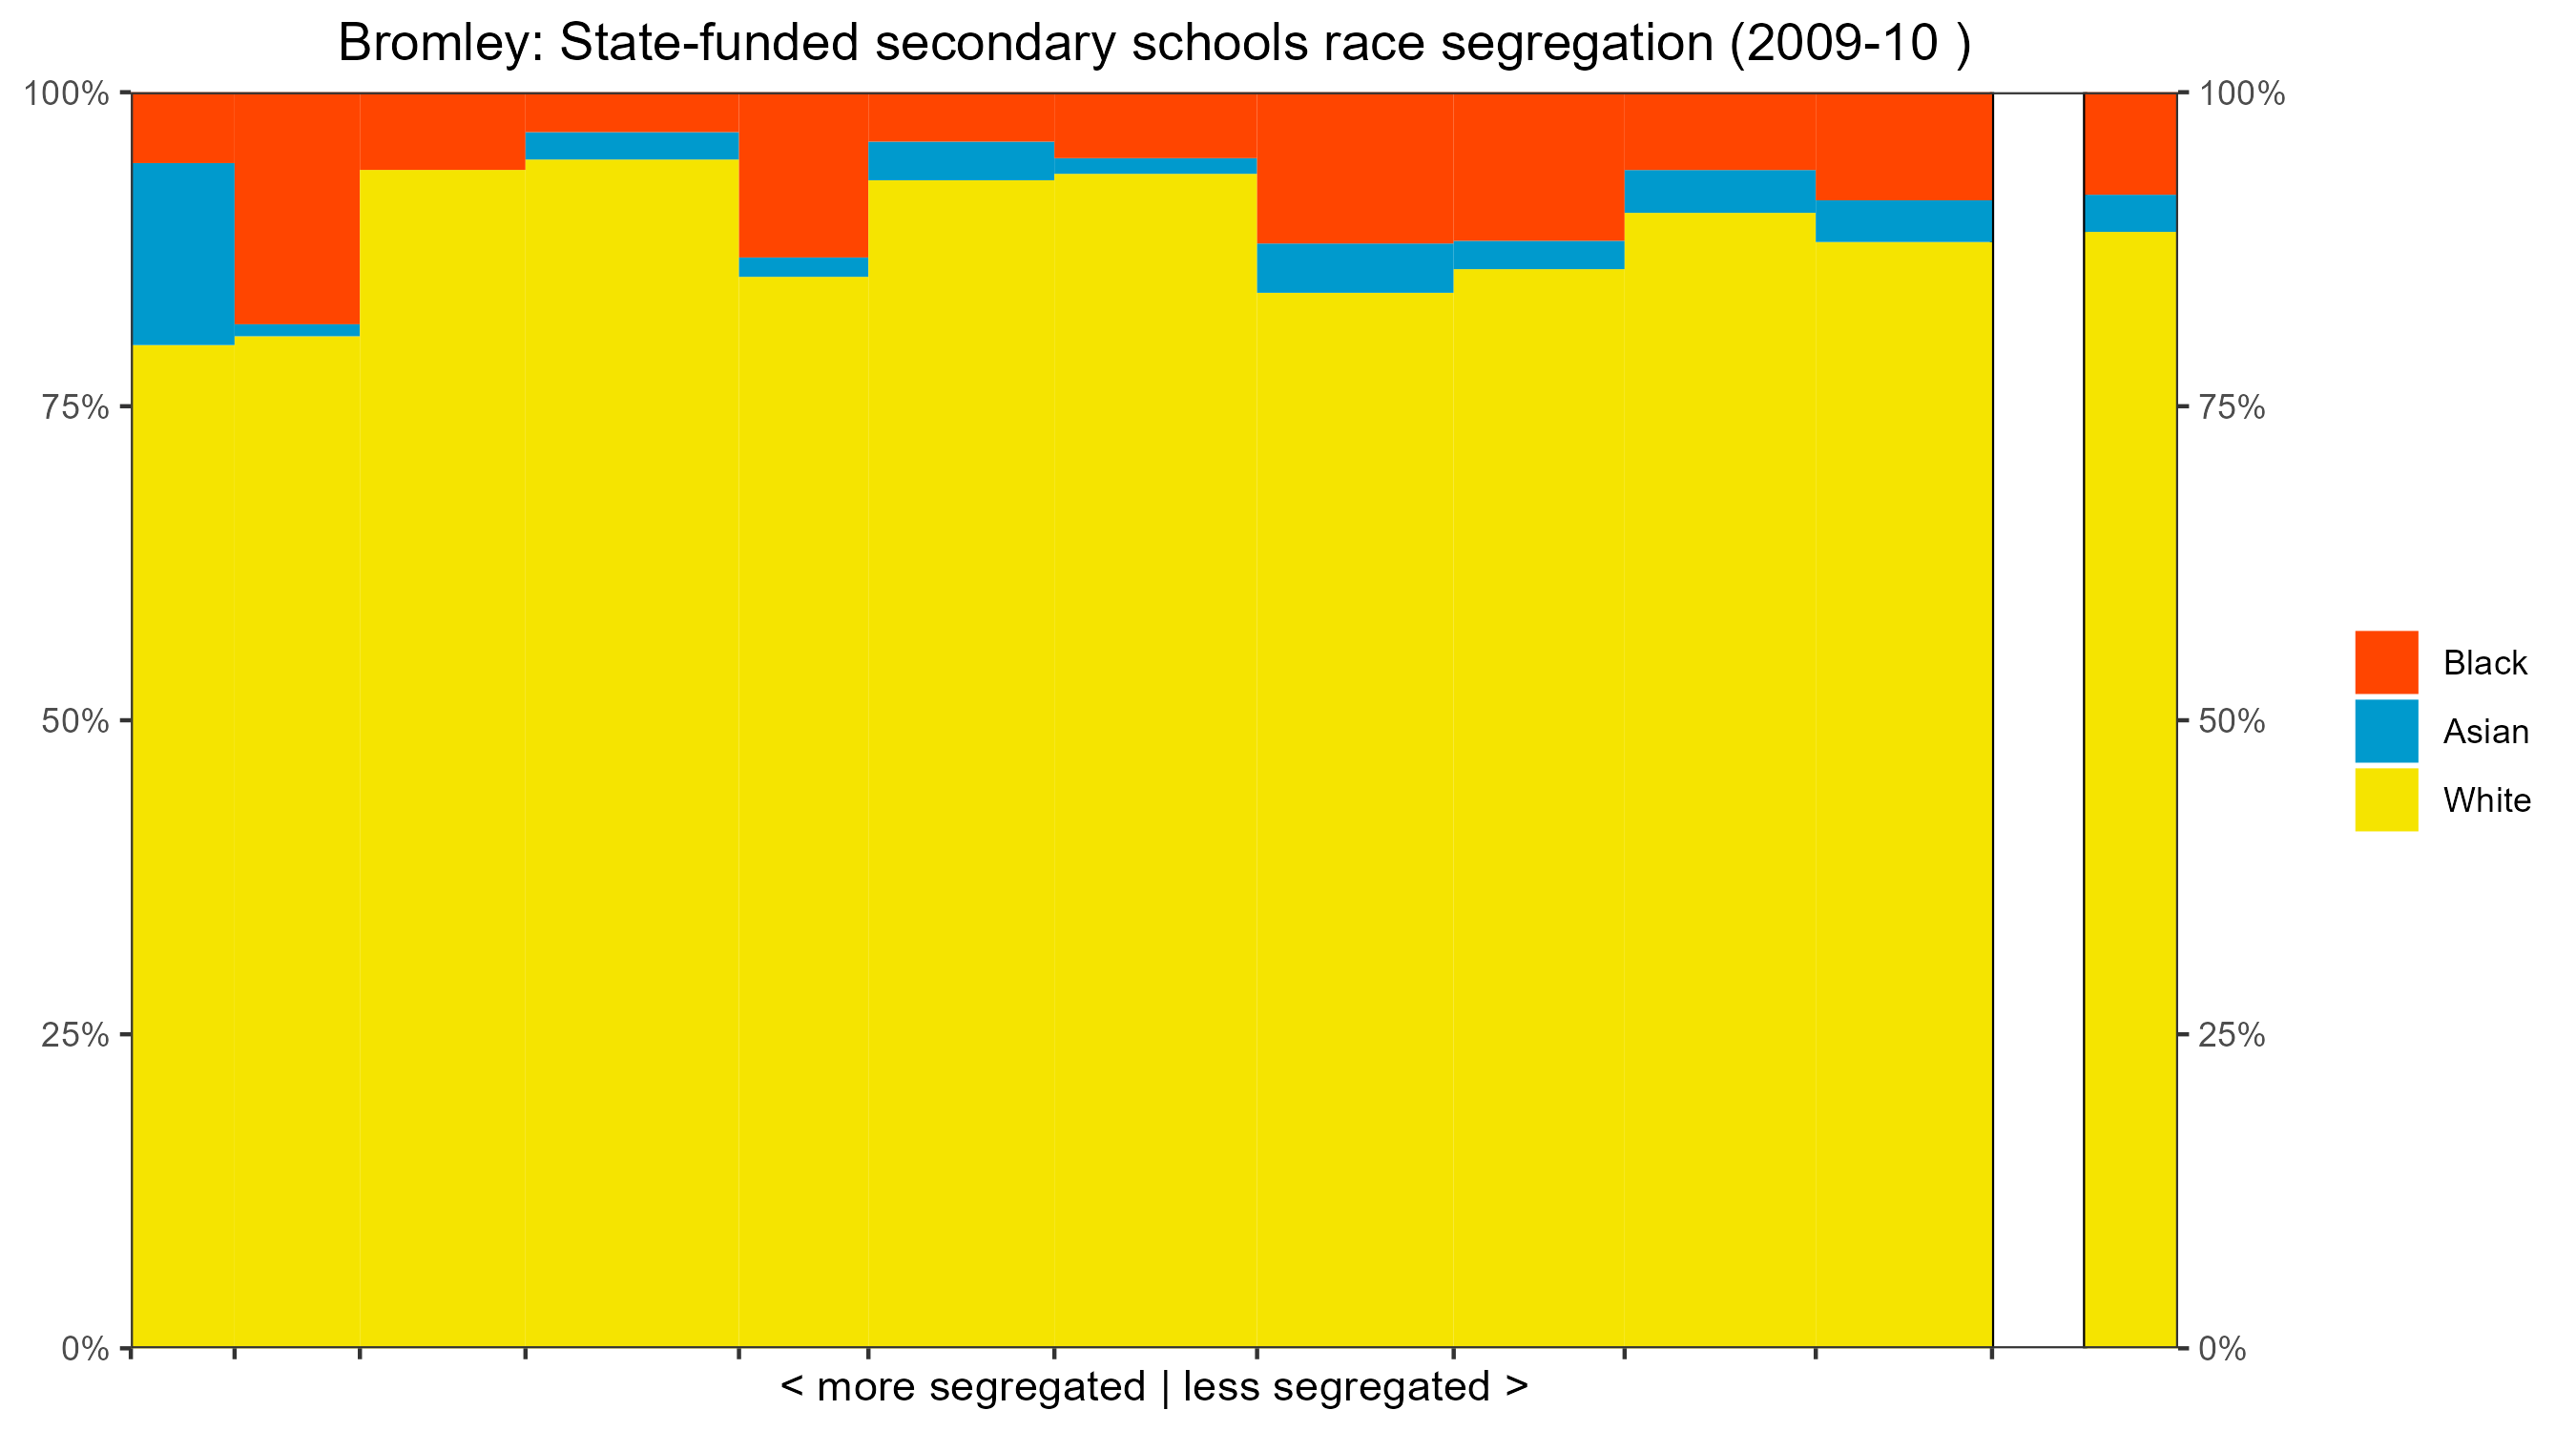 Bromley: State-funded secondary schools race segregation (2009-10 )
100%
100%
75%
75%
Black
50%
50%
Asian
White
25%
25%
0%
0%
< more segregated | less segregated >